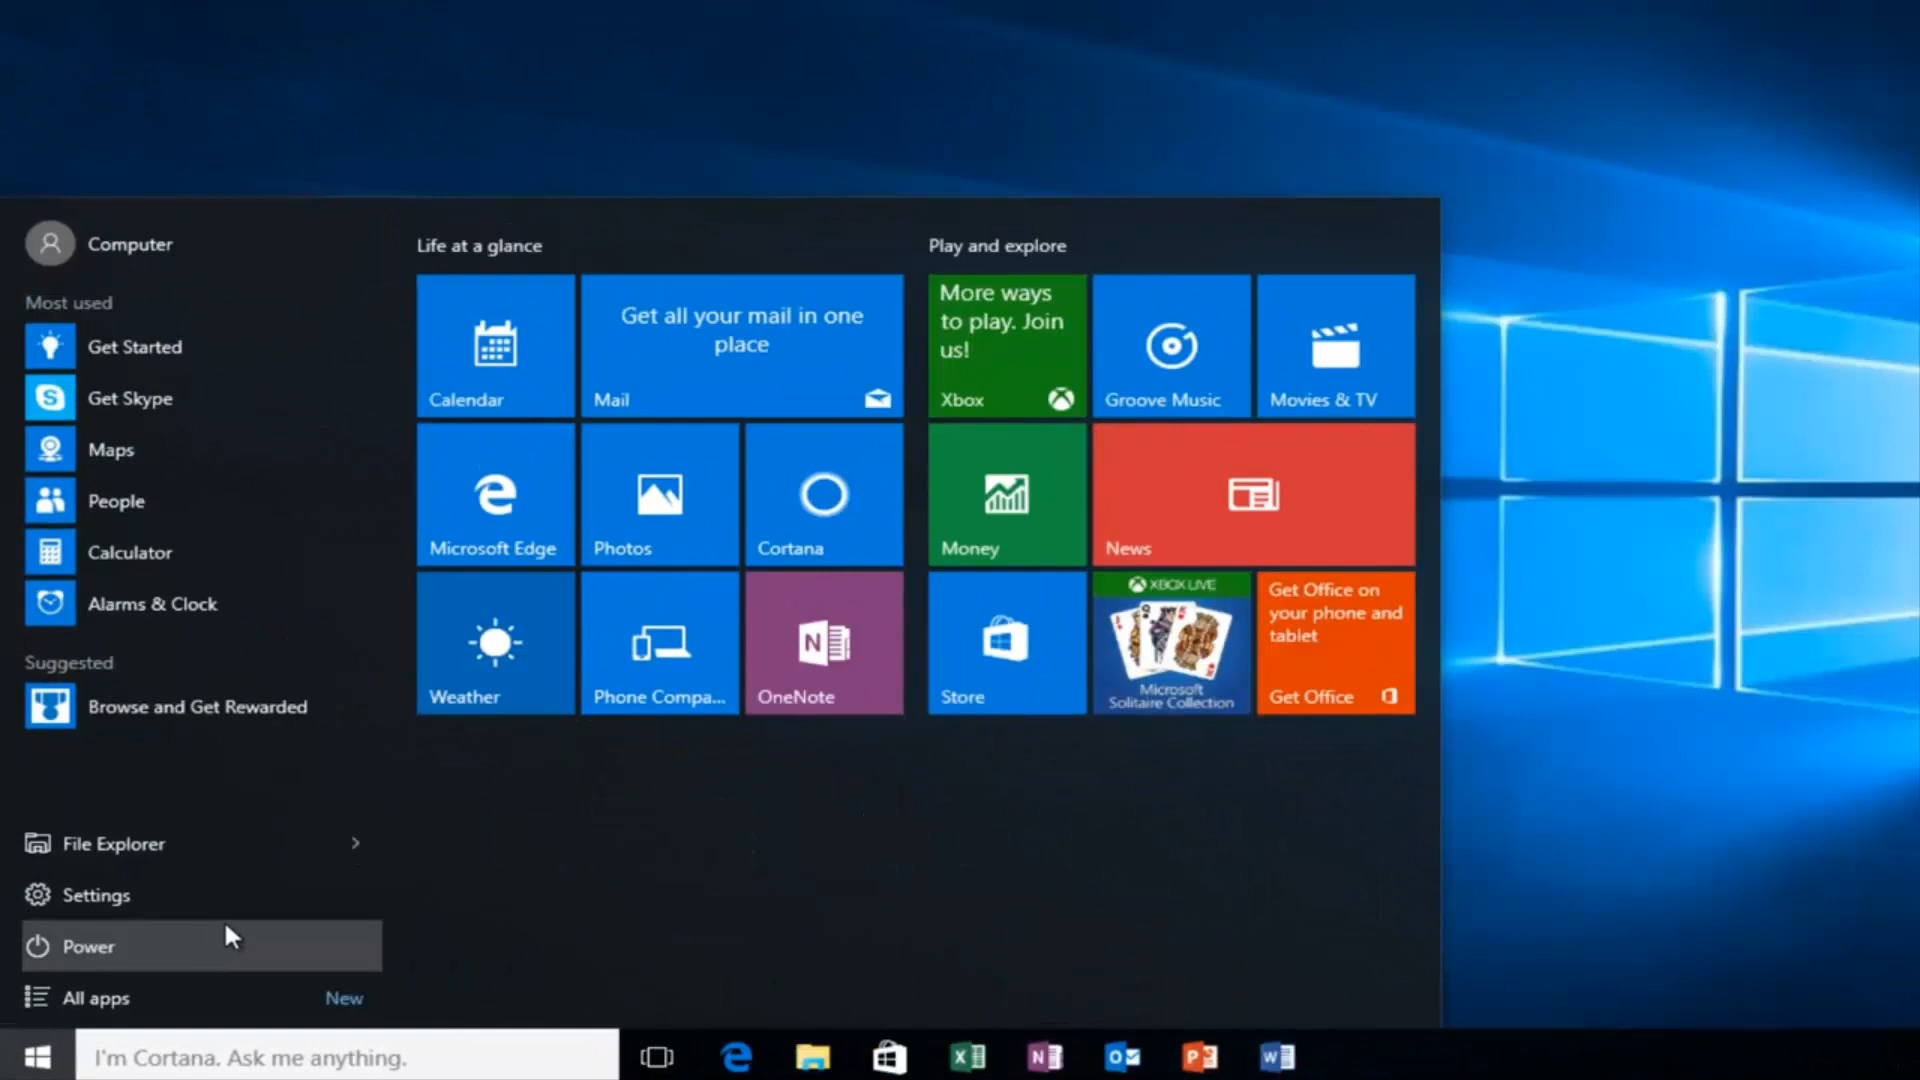 Computer
Most used
Get Started
Get Skype
Maps
People
Calculator
Alarms & Clock
Suggested
Browse and Get Rewarded
File Explorer
Settings
Power
All apps
New
Life at a glance
Calendar
Get all your mail in one
place
Mail
Microsoft Edge
Photos
Cortana
Weather
Phone Compa...
OneNote
Play and explore
More ways
to play. Join
us!
Xbox
Groove Music
Movies & TV
Money
News
Store
XBOX LIVE
Microsoft
Solitaire Collection
Get Office on
your phone and
tablet
Get Office
I'm Cortana. Ask me anything.